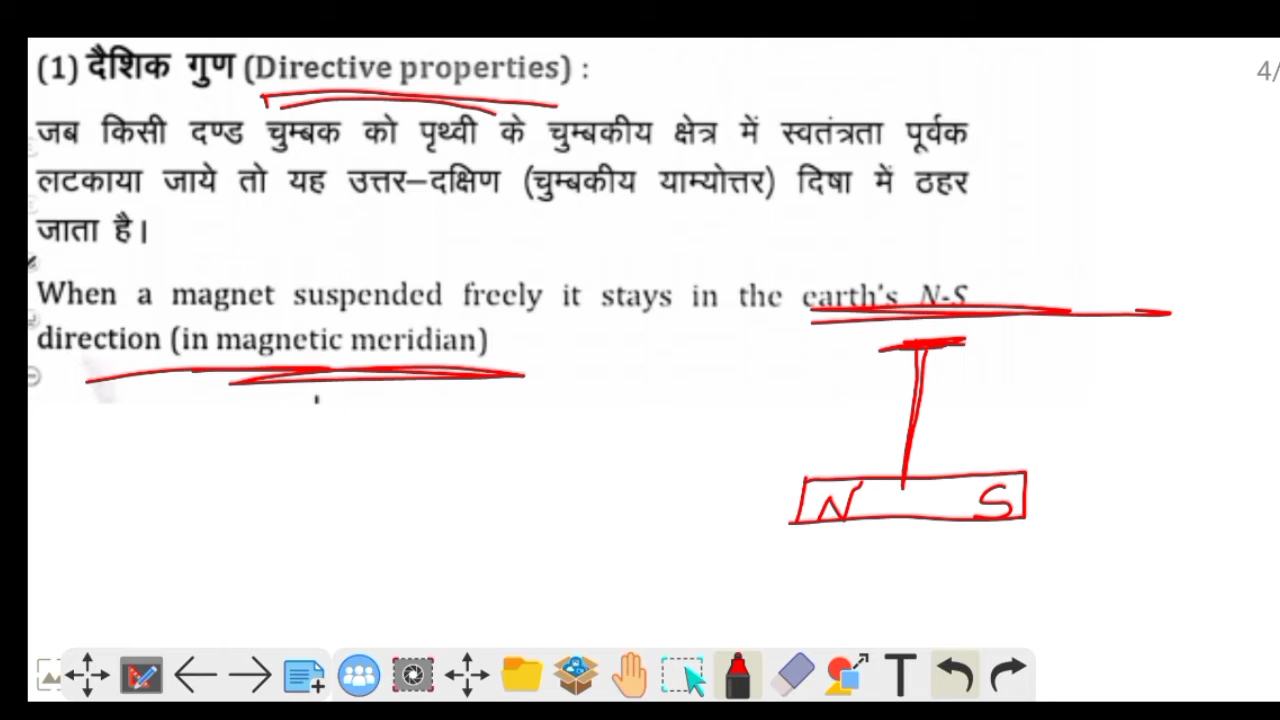 (1) दैशिक गुण (Directive properties) :
4/
जब किसी दण्ड चुम्बक को पृथ्वी के चुम्बकीय क्षेत्र में स्वतंत्रता पूर्वक
लटकाया जाये तो यह उत्तर–दक्षिण (चुम्बकीय याम्योत्तर) दिषा में ठहर
जाता है।
When a magnet suspended freely it stays in the earth's N-S
direction (in magnetic meridian)
N S